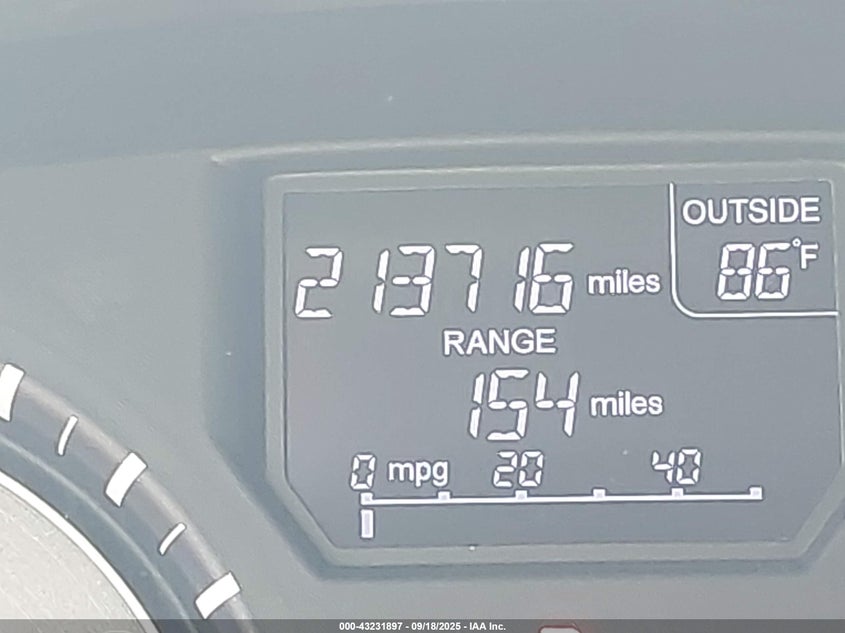 OUTSIDE
213716 miles 86°F
RANGE
154 miles
0 mpg 20 40
000-43231897 - 09/18/2025 - IAA Inc.